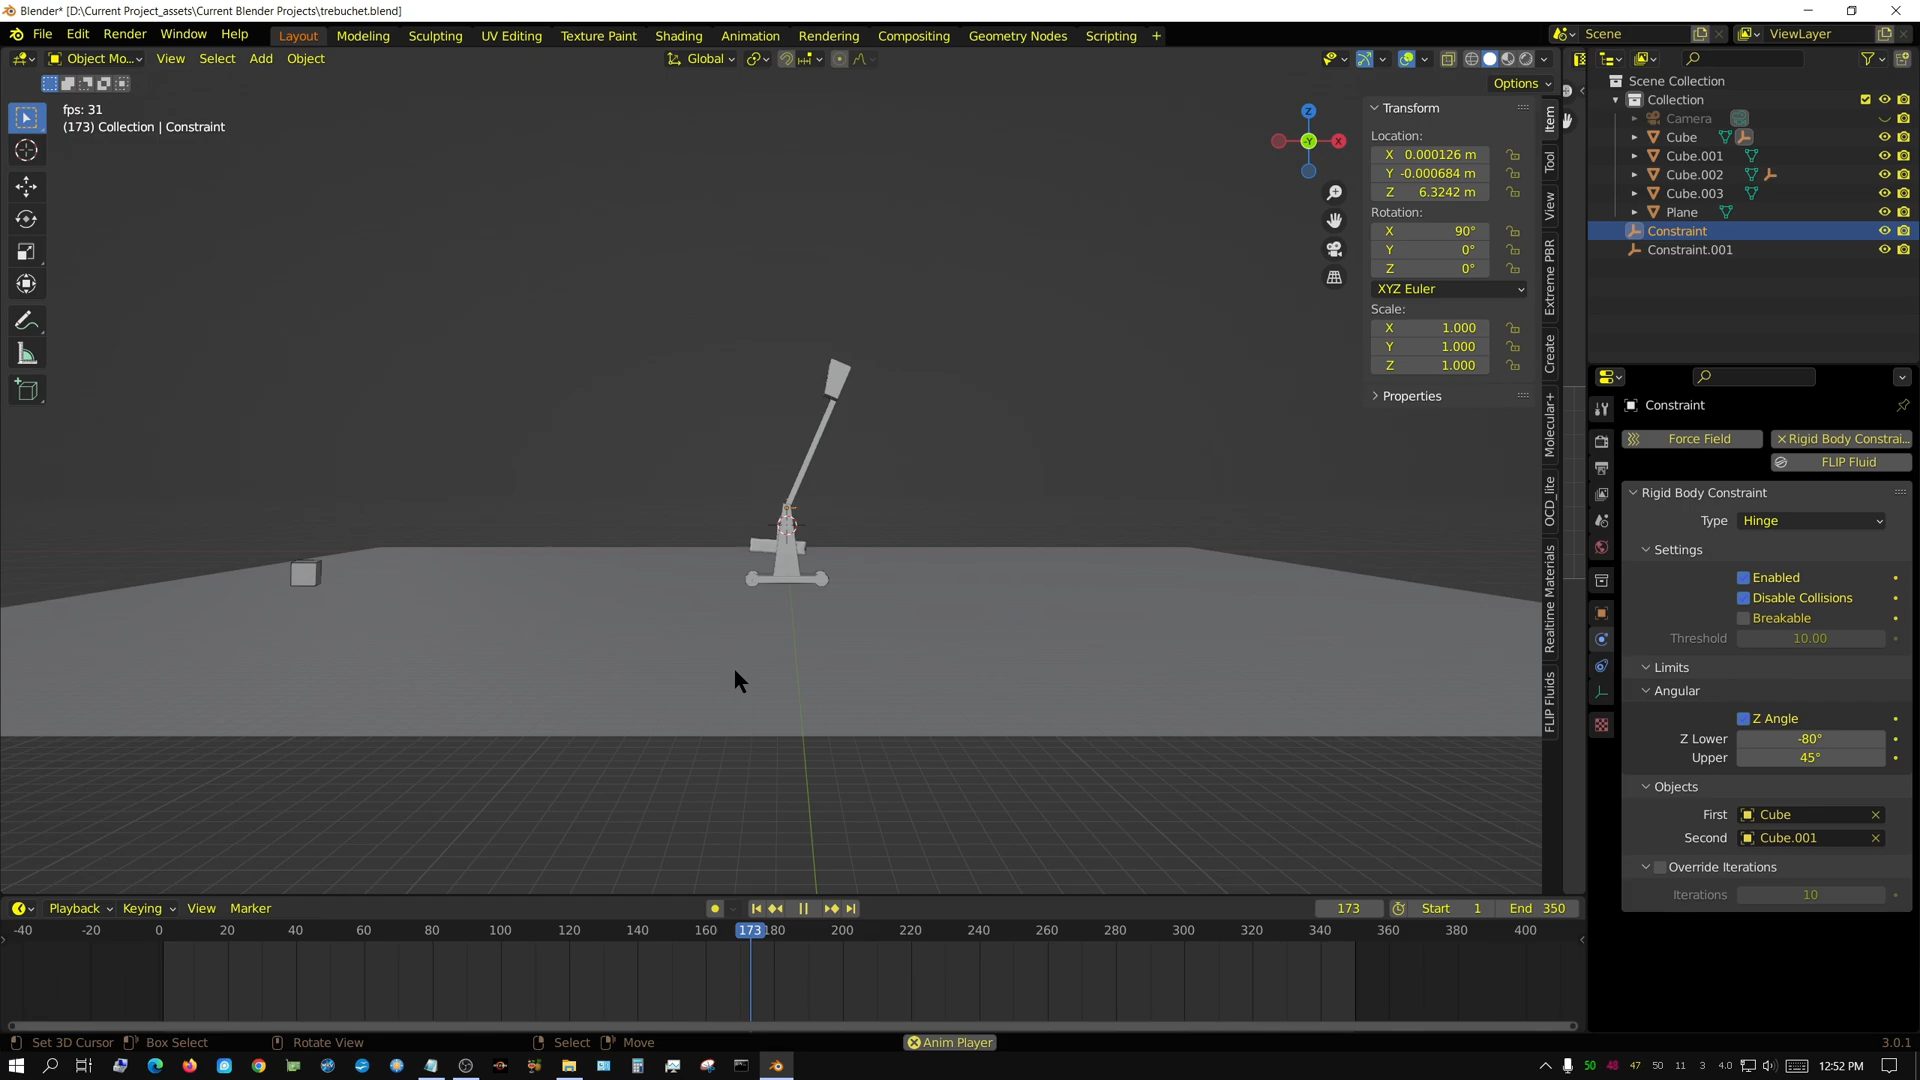 Blender* [D:\Current Project_assets\Current Blender Projects\trebuchet.blend]
File Edit Render Window Help Layout Modeling Sculpting UV Editing Texture Paint Shading Animation Rendering Compositing Geometry Nodes Scripting + Scene ViewLayer
Object Mo... View Select Add Object Global
Options
fps: 31
(173) Collection | Constraint
Z
X
-Y
Transform
Location:
X 0.000126 m
Y -0.000684 m
Z 6.3242 m
Rotation:
X 90°
Y 0°
Z 0°
XYZ Euler
Scale:
X 1.000
Y 1.000
Z 1.000
Properties
Item
Tool
View
Extreme PBR
Create
Molecular+
OCD_lite
Realtime Materials
FLIP Fluids
Scene Collection
Collection
Camera
Cube
Cube.001
Cube.002
Cube.003
Plane
Constraint
Constraint.001
Constraint
Force Field Rigid Body Constrai...
FLIP Fluid
Rigid Body Constraint
Type Hinge
Settings
Enabled
Disable Collisions
Breakable
Threshold 10.00
Limits
Angular
Z Angle
Z Lower -80°
Upper 45°
Objects
First Cube
Second Cube.001
Override Iterations
Iterations 10
Playback Keying View Marker 173 Start 1 End 350
-40 -20 0 20 40 60 80 100 120 140 160 173 180 200 220 240 260 280 300 320 340 360 380 400
Set 3D Cursor Box Select Rotate View Select Move Anim Player 3.0.1
50 48 47 50 11 3 4.0 12:52 PM